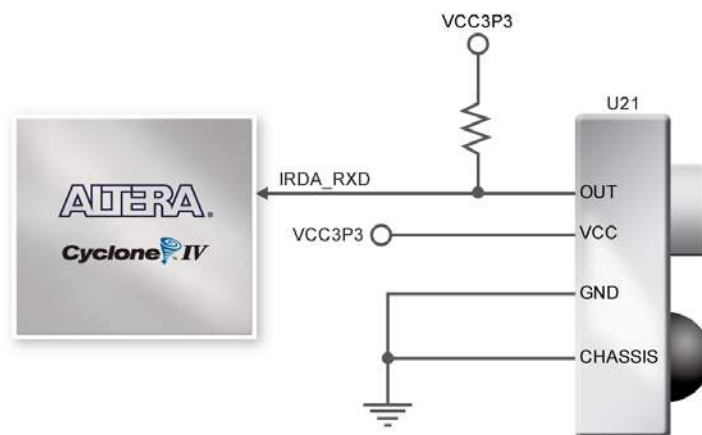 VCC3P3
U21
ALTERA®
Cyclone IV
IRDA_RXD
OUT
VCC3P3
VCC
GND
CHASSIS